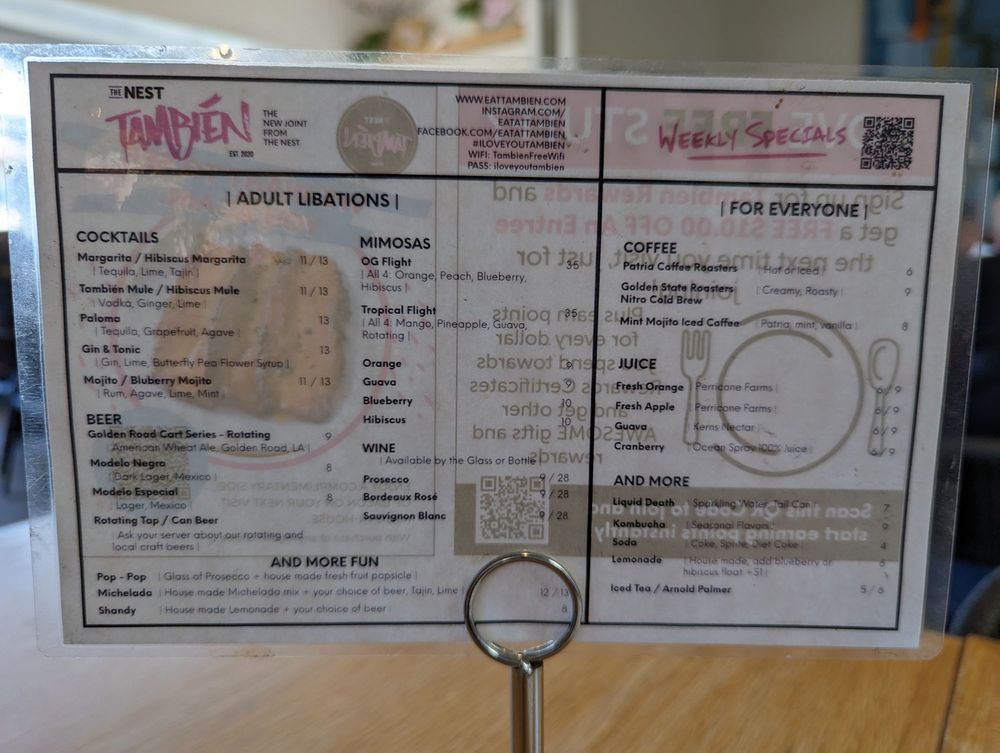 THE NEST
TAMBIÉN
EST. 2020
THE
NEW JOINT
FROM
THE NEST
WWW.EATTAMBIEN.COM
INSTAGRAM.COM/
EATATTAMBIEN
FACEBOOK.COM/EATATTAMBIEN
#ILOVEYOUTAMBIEN
WIFI: TambienFreeWifi
PASS: iloveyoutambien
WEEKLY SPECIALS
| ADULT LIBATIONS |
COCKTAILS
Margarita / Hibiscus Margarita 11 / 13
| Tequila, Lime, Tajin |
También Mule / Hibiscus Mule 11 / 13
| Vodka, Ginger, Lime |
Paloma 13
| Tequila, Grapefruit, Agave |
Gin & Tonic 13
| Gin, Lime, Butterfly Pea Flower Syrup |
Mojito / Bluberry Mojito 11 / 13
| Rum, Agave, Lime, Mint |
BEER
Golden Road Cart Series - Rotating 9
| American Wheat Ale, Golden Road, LA |
Modelo Negra 8
| Dark Lager, Mexico |
Modelo Especial 8
| Lager, Mexico |
Rotating Tap / Can Beer
| Ask your server about our rotating and
local craft beers |
MIMOSAS
OG Flight 35
| All 4: Orange, Peach, Blueberry,
Hibiscus |
Tropical Flight 35
| All 4: Mango, Pineapple, Guava,
Rotating |
Orange 9
Guava 9
Blueberry 10
Hibiscus 10
WINE
| Available by the Glass or Bottle
Prosecco 9 / 28
Bordeaux Rosé 9 / 28
Sauvignon Blanc 9 / 28
AND MORE FUN
Pop - Pop | Glass of Prosecco + house made fresh fruit popsicle |
Michelada | House made Michelada mix + your choice of beer, Tajin, Lime | 12 / 13
Shandy | House made Lemonade + your choice of beer | 8
| FOR EVERYONE |
COFFEE
Patria Coffee Roasters | Hot or Iced | 6
Golden State Roasters | Creamy, Roasty | 9
Nitro Cold Brew
Mint Mojito Iced Coffee | Patria, mint, vanilla | 8
JUICE
Fresh Orange | Perricone Farms | 6 / 9
Fresh Apple | Perricone Farms | 6 / 9
Guava | Kerns Nectar | 6 / 9
Cranberry | Ocean Spray 100% Juice | 6 / 9
AND MORE
Liquid Death | Sparkling Water, Tall Can | 7
Kombucha | Seasonal Flavors | 9
Soda | Coke, Sprite, Diet Coke | 4
Lemonade | House made, add blueberry or 6
hibiscus float +$1 |
Iced Tea / Arnold Palmer 5 / 6